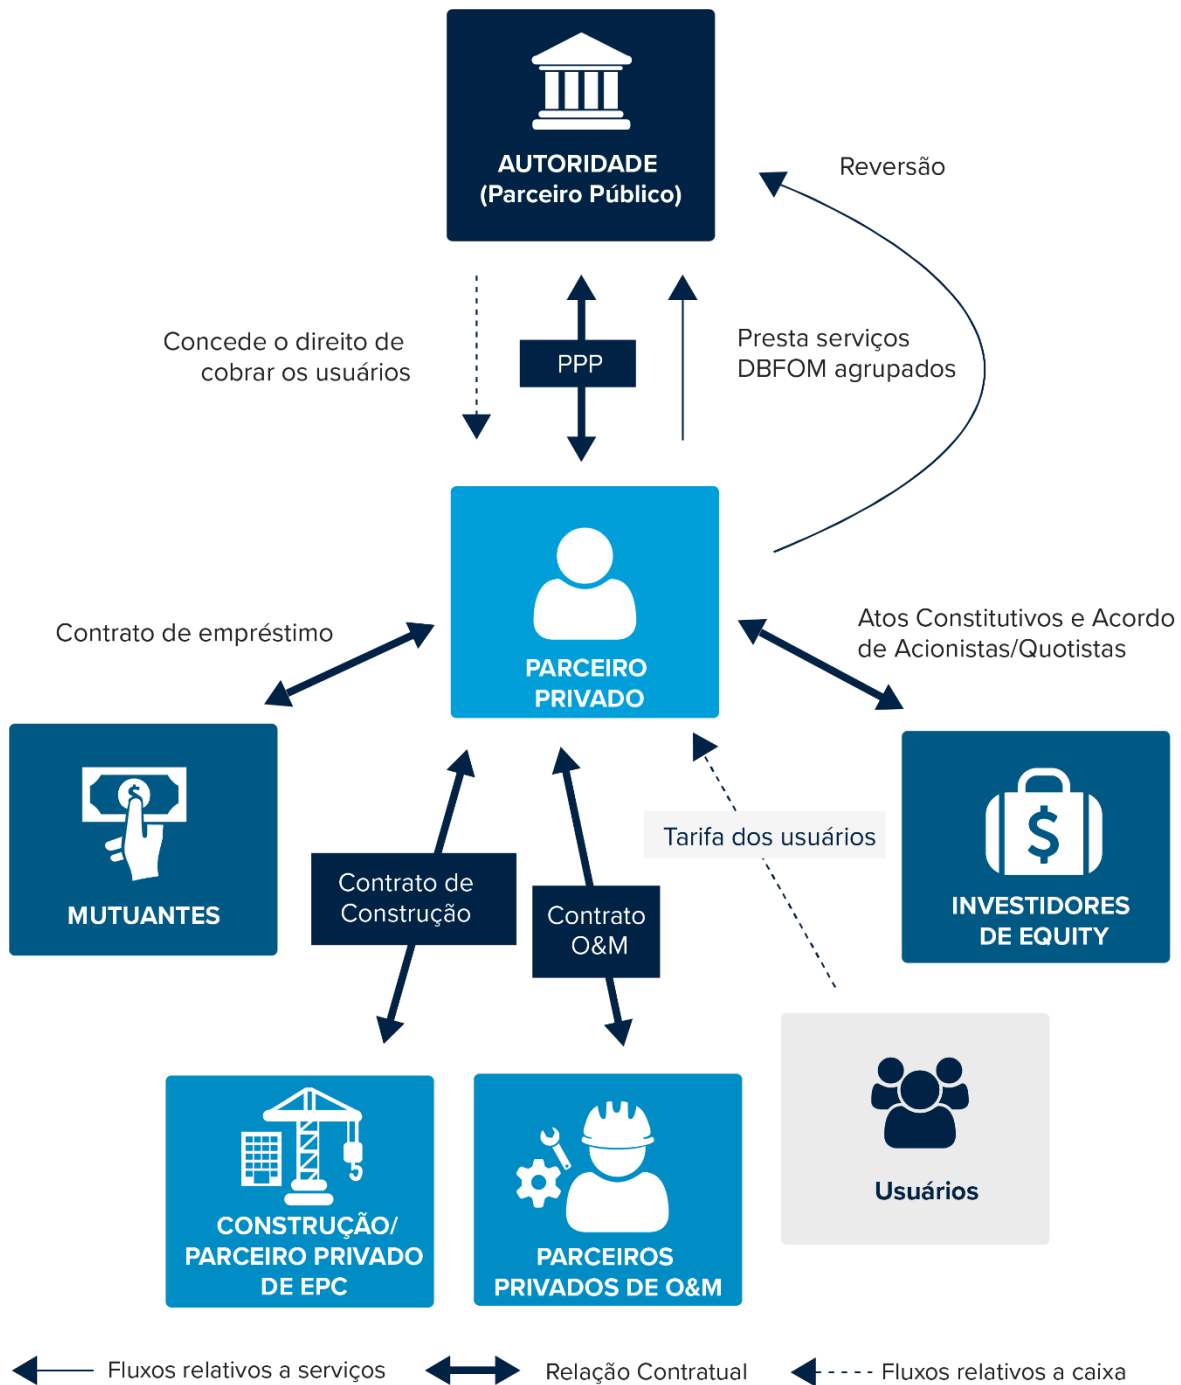 AUTORIDADE
(Parceiro Público)
Reversão
Concede o direito de
cobrar os usuários
PPP
Presta serviços
DBFOM agrupados
PARCEIRO
PRIVADO
Contrato de empréstimo
Atos Constitutivos e Acordo
de Acionistas/Quotistas
MUTUANTES
Contrato de
Construção
Contrato
O&M
Tarifa dos usuários
$
INVESTIDORES
DE EQUITY
CONSTRUÇÃO/
PARCEIRO PRIVADO
DE EPC
PARCEIROS
PRIVADOS DE O&M
Usuários
Fluxos relativos a serviços
Relação Contratual
Fluxos relativos a caixa